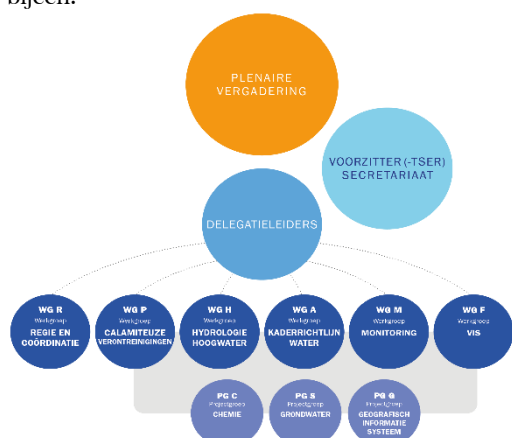 bijeen.
PLENAIRE
VERGADERING
VOORZITTER (-TSER)
SECRETARIAAT
DELEGATIELEIDERS
WG R
Werkgroep
REGIE EN
COÖRDINATIE
WG P
Werkgroep
CALAMITEUZE
VERONTREINIGINGEN
WG H
Werkgroep
HYDROLOGIE
HOOGWATER
WG A
Werkgroep
KADERRICHTLIJN
WATER
WG M
Werkgroep
MONITORING
WG F
Werkgroep
VIS
PG C
Projectgroep
CHEMIE
PG S
Projectgroep
GRONDWATER
PG G
Projectgroep
GEOGRAFISCH
INFORMATIE
SYSTEEM